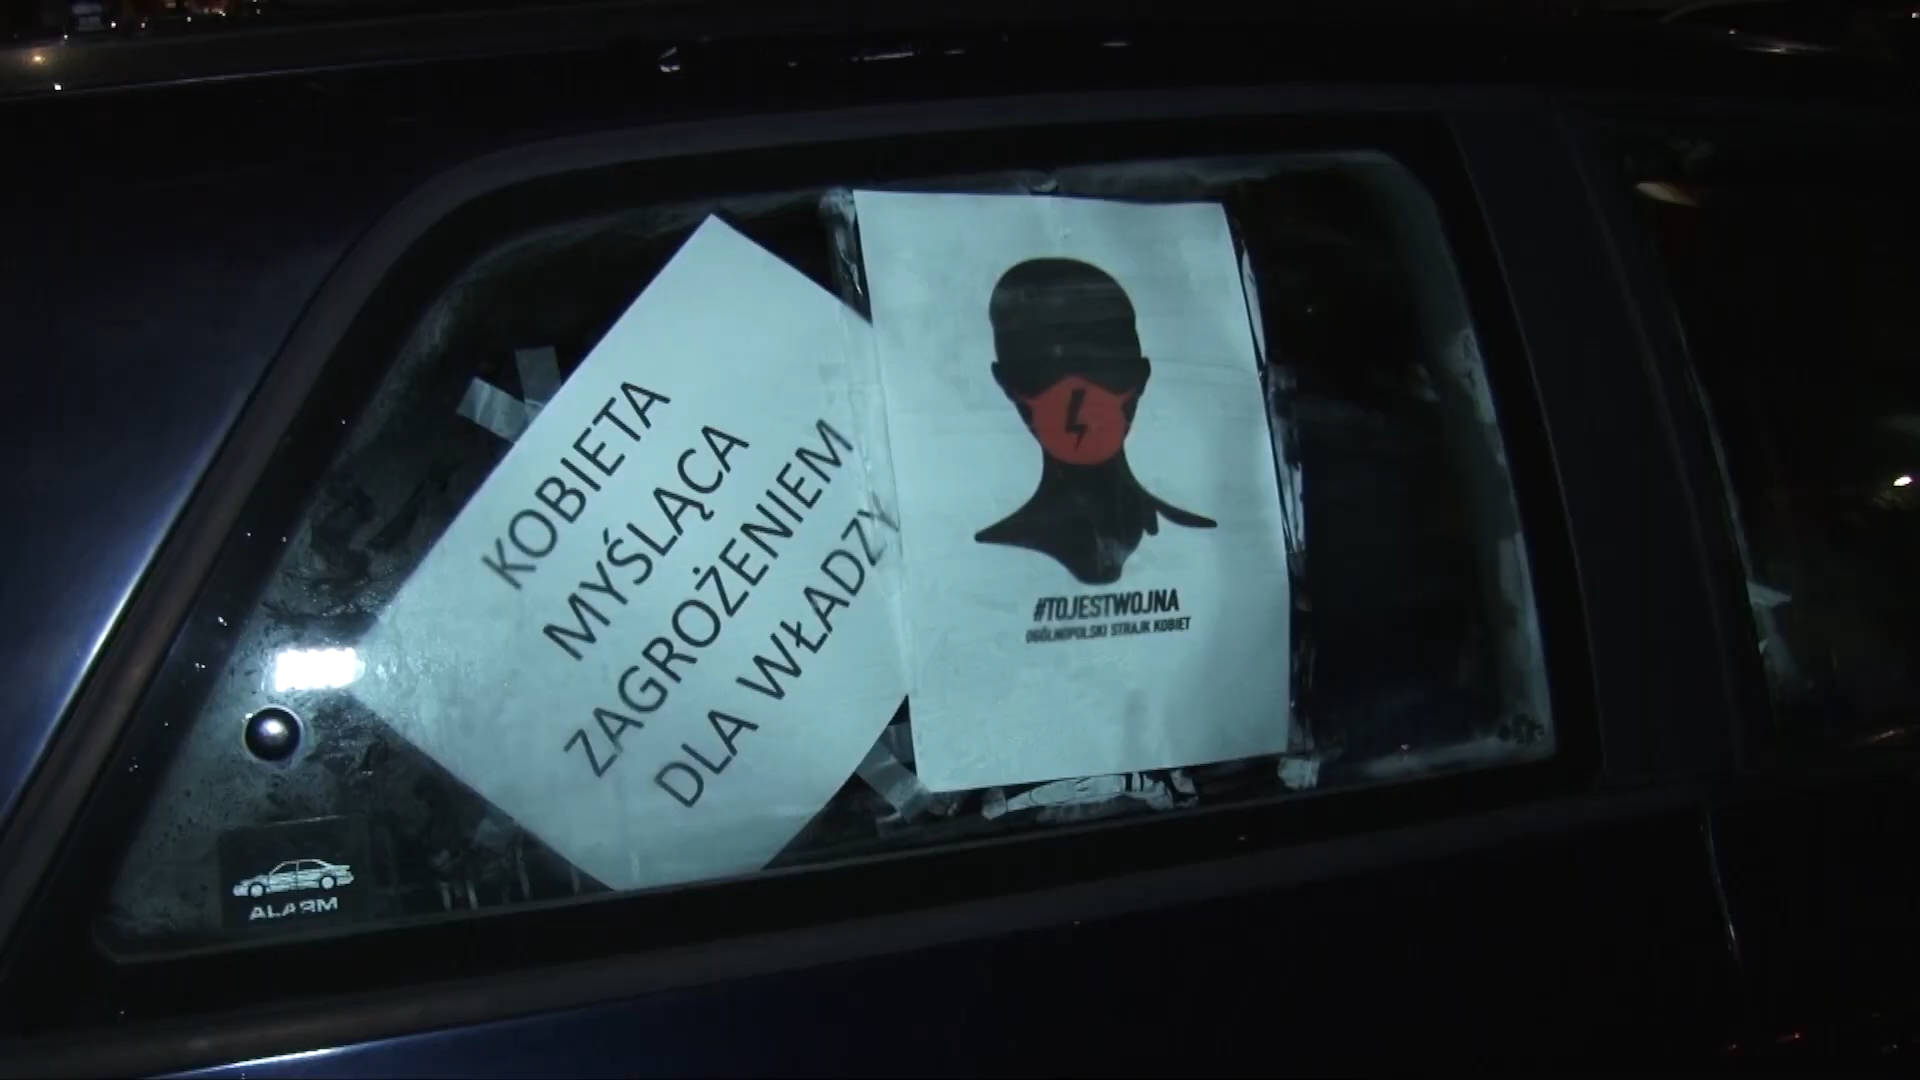 KOBIETA
MYŚLĄCA
ZAGROŻENIEM
DLA WŁADZY
#TOJESTWOJNA
OGÓLNOPOLSKI STRAJK KOBIET
ALARM